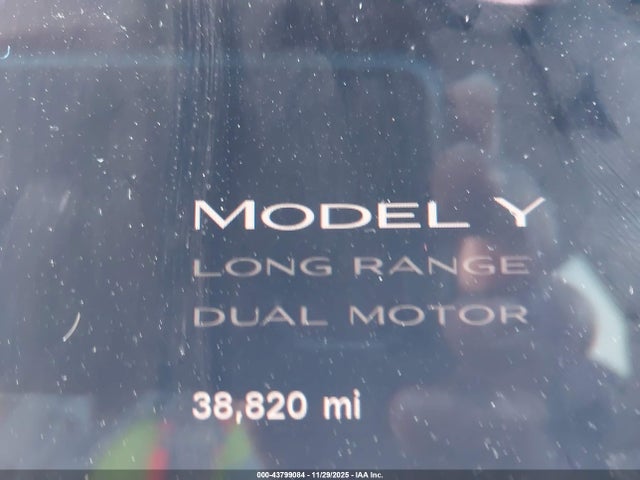 MODEL Y
LONG RANGE
DUAL MOTOR
38,820 mi
000-43799084 - 11/29/2025 - IAA Inc.